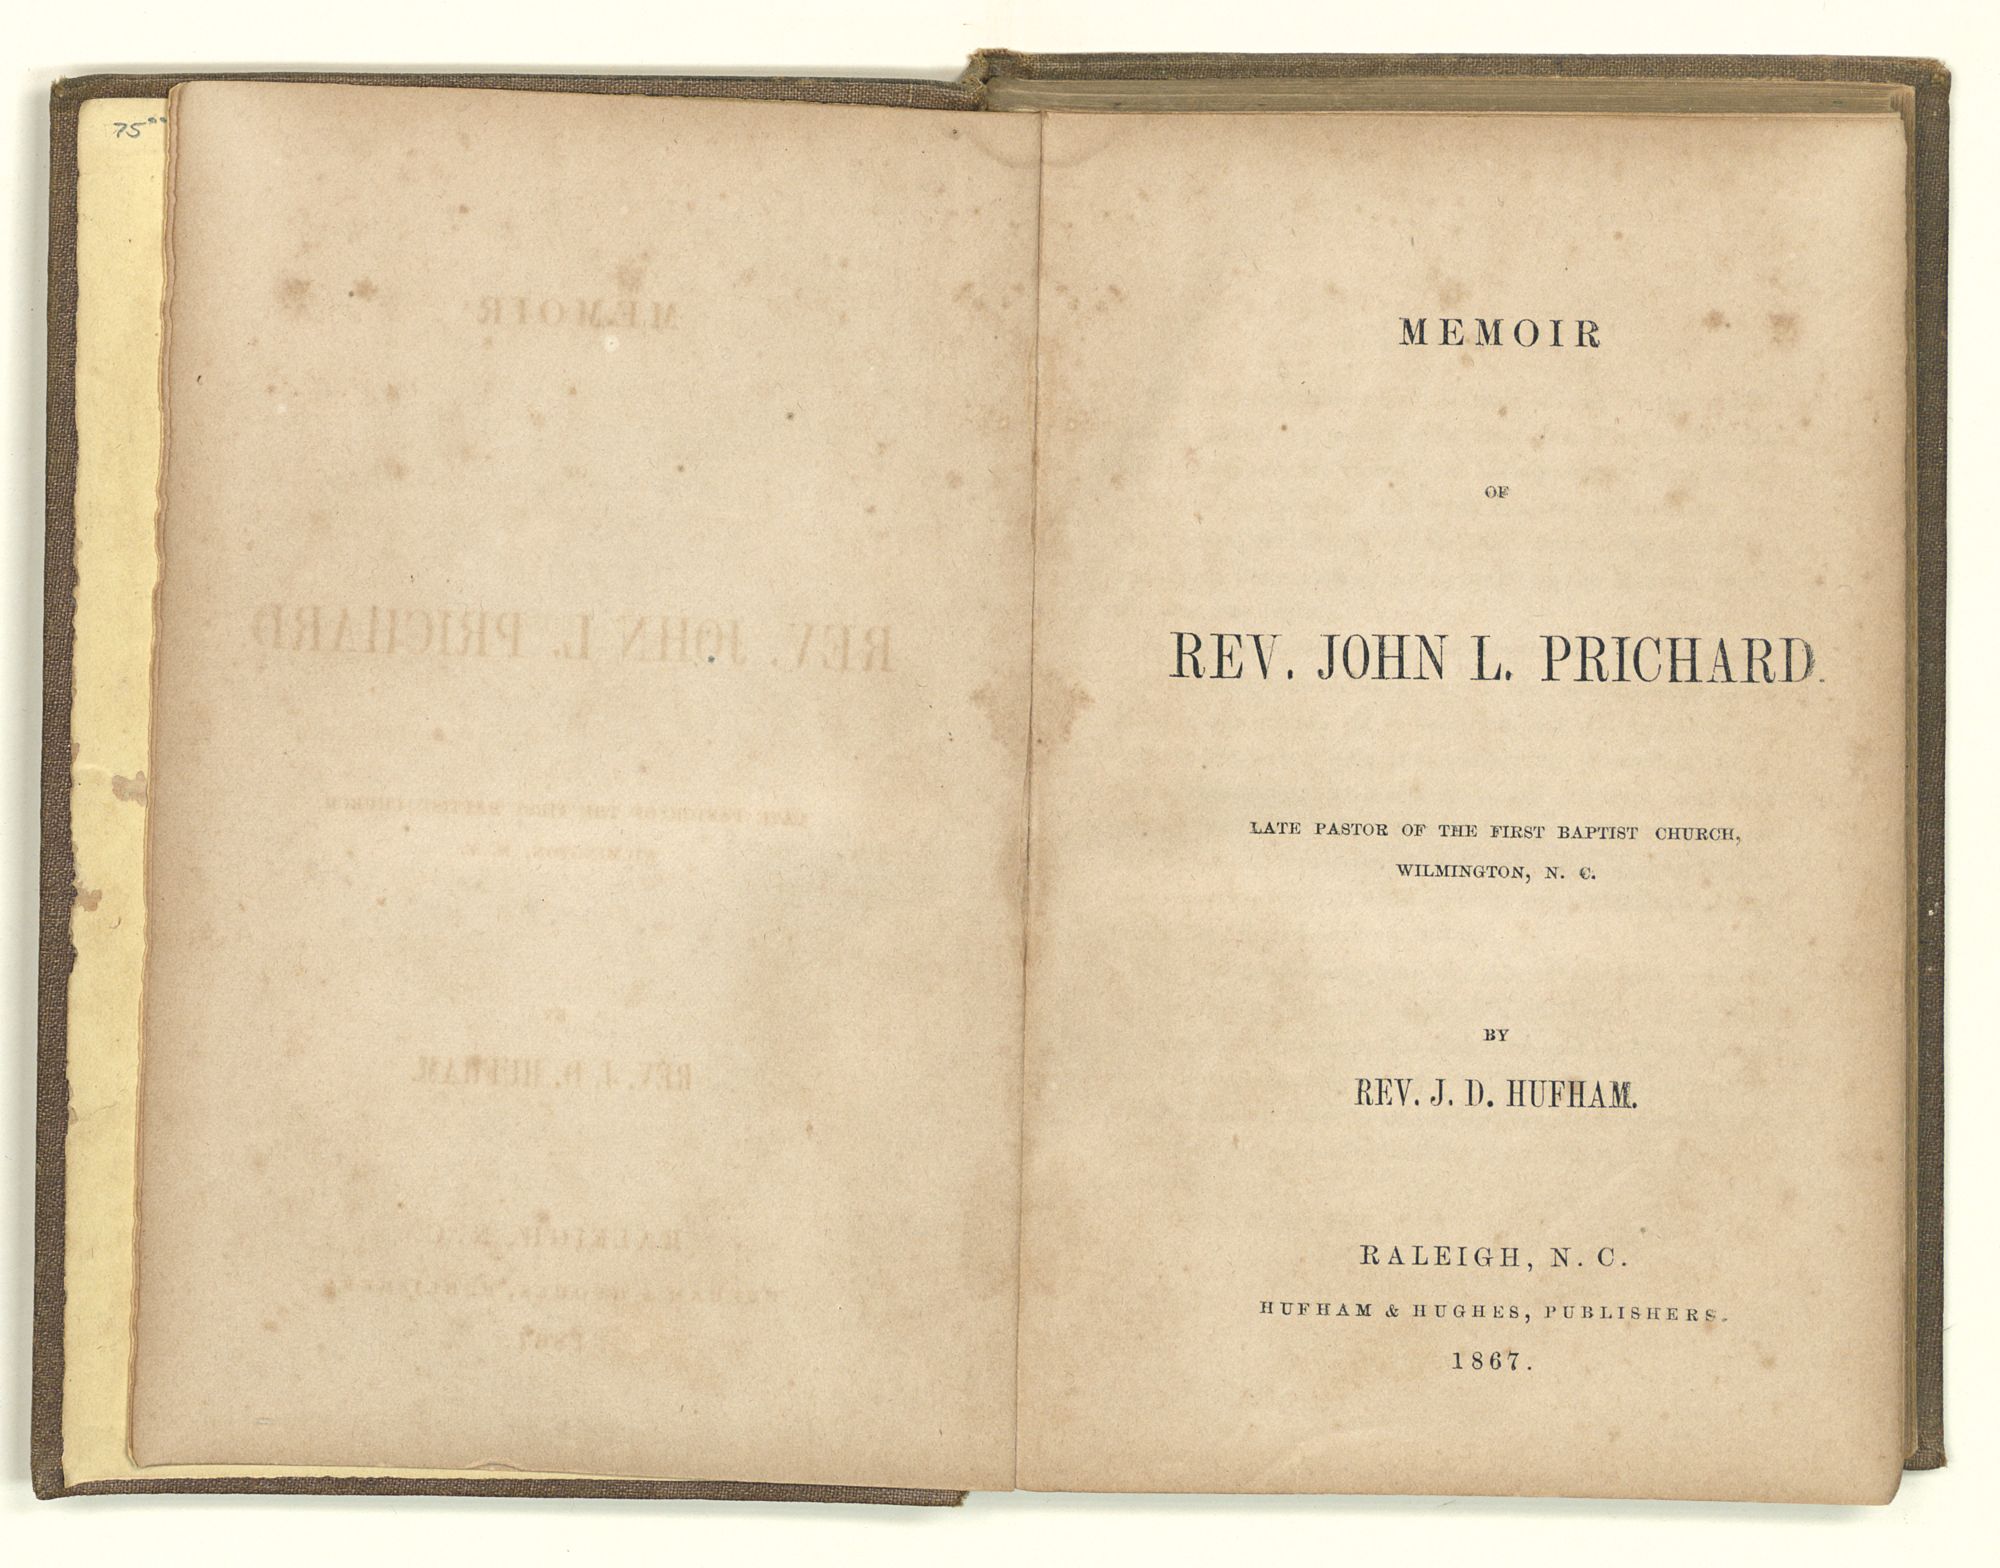 75°°
MEMOIR
OF
REV. JOHN L. PRICHARD.
LATE PASTOR OF THE FIRST BAPTIST CHURCH,
WILMINGTON, N. C.
BY
REV. J. D. HUFHAM.
RALEIGH, N. C.
HUFHAM & HUGHES, PUBLISHERS.
1867.